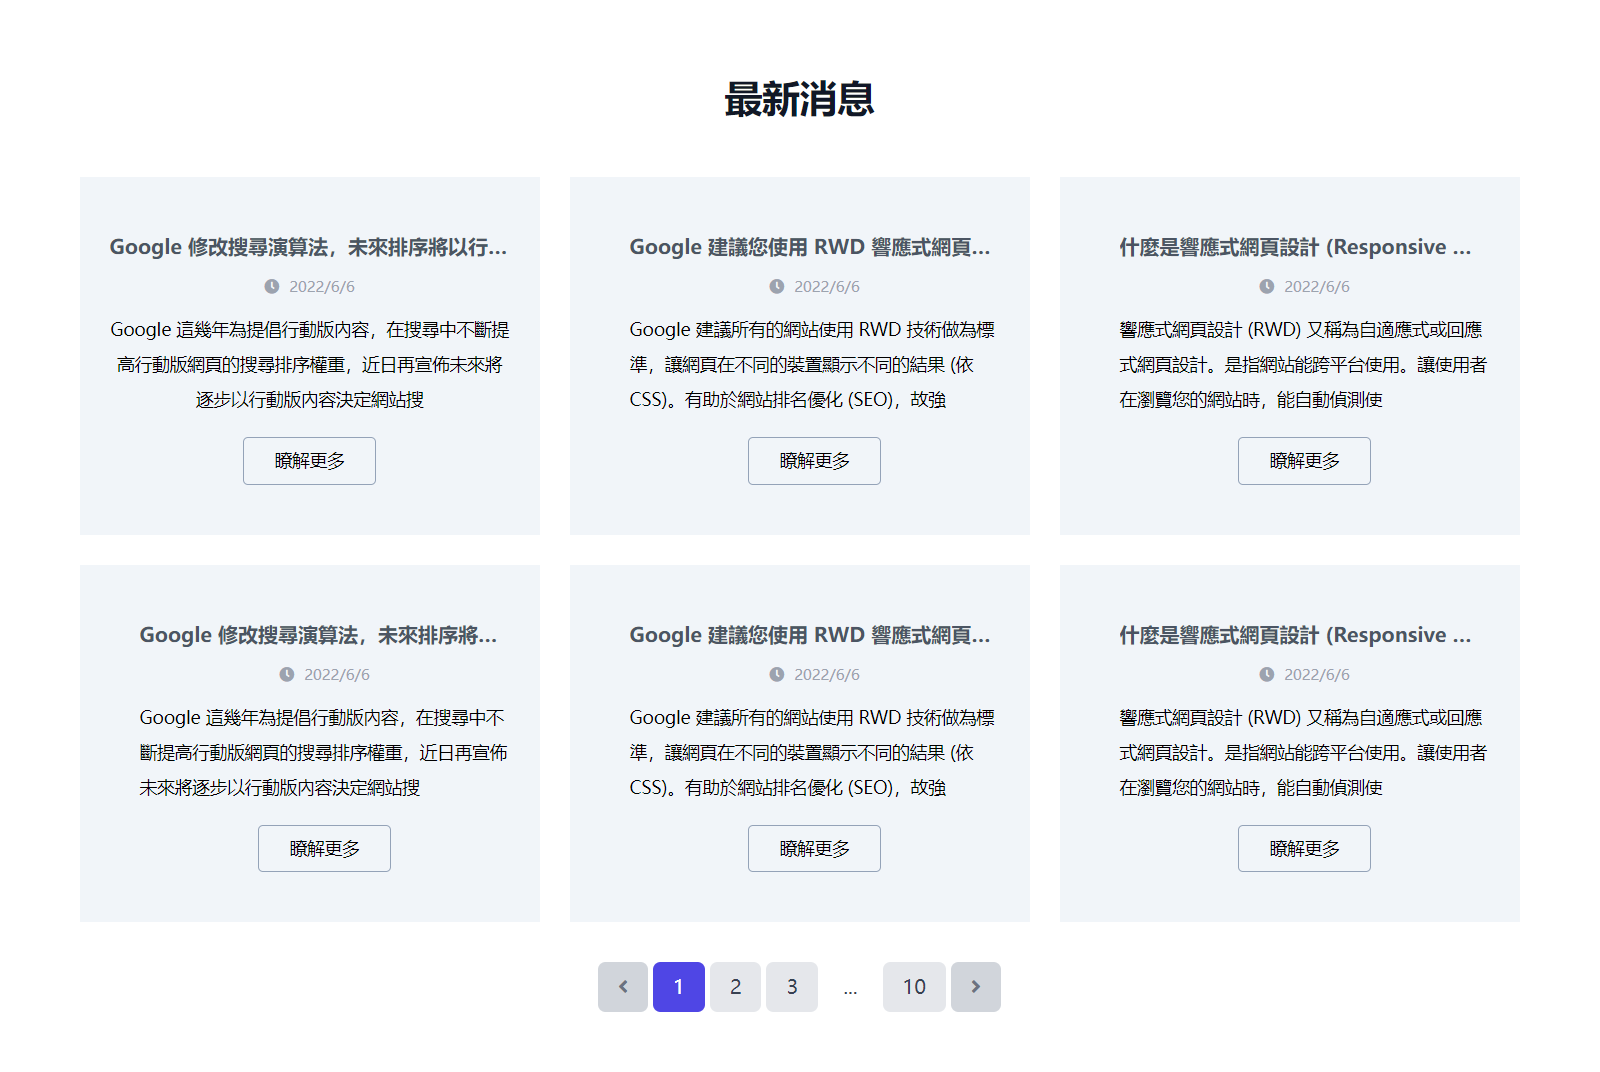 最新消息
Google 修改搜尋演算法，未來排序將以行...
2022/6/6
Google 這幾年為提倡行動版內容，在搜尋中不斷提
高行動版網頁的搜尋排序權重，近日再宣佈未來將
逐步以行動版內容決定網站搜
瞭解更多
Google 建議您使用 RWD 響應式網頁...
2022/6/6
Google 建議所有的網站使用 RWD 技術做為標
準，讓網頁在不同的裝置顯示不同的結果 (依
CSS)。有助於網站排名優化 (SEO)，故強
瞭解更多
什麼是響應式網頁設計 (Responsive ...
2022/6/6
響應式網頁設計 (RWD) 又稱為自適應式或回應
式網頁設計。是指網站能跨平台使用。讓使用者
在瀏覽您的網站時，能自動偵測使
瞭解更多
Google 修改搜尋演算法，未來排序將...
2022/6/6
Google 這幾年為提倡行動版內容，在搜尋中不
斷提高行動版網頁的搜尋排序權重，近日再宣佈
未來將逐步以行動版內容決定網站搜
瞭解更多
Google 建議您使用 RWD 響應式網頁...
2022/6/6
Google 建議所有的網站使用 RWD 技術做為標
準，讓網頁在不同的裝置顯示不同的結果 (依
CSS)。有助於網站排名優化 (SEO)，故強
瞭解更多
什麼是響應式網頁設計 (Responsive ...
2022/6/6
響應式網頁設計 (RWD) 又稱為自適應式或回應
式網頁設計。是指網站能跨平台使用。讓使用者
在瀏覽您的網站時，能自動偵測使
瞭解更多
1 2 3 ... 10